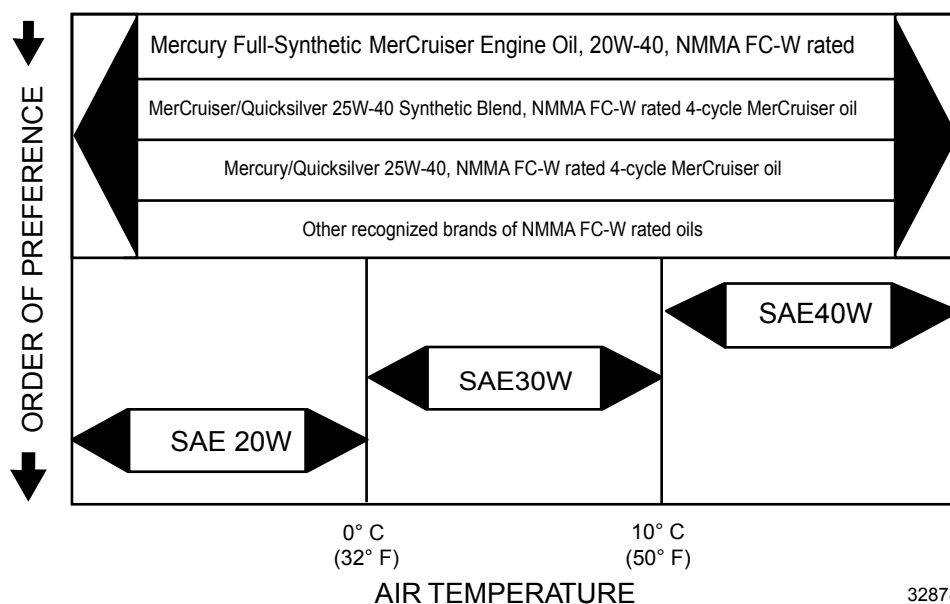 ORDER OF PREFERENCE
Mercury Full-Synthetic MerCruiser Engine Oil, 20W-40, NMMA FC-W rated
MerCruiser/Quicksilver 25W-40 Synthetic Blend, NMMA FC-W rated 4-cycle MerCruiser oil
Mercury/Quicksilver 25W-40, NMMA FC-W rated 4-cycle MerCruiser oil
Other recognized brands of NMMA FC-W rated oils
SAE40W
SAE30W
SAE 20W
0° C
(32° F)
10° C
(50° F)
AIR TEMPERATURE
3287